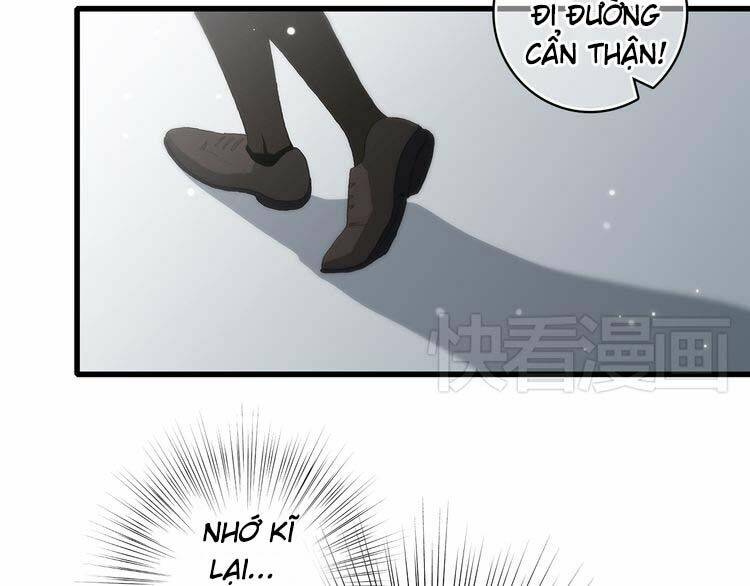 ĐI ĐƯỜNG
CẨN THẬN!
快看漫画
NHỚ KĨ
LẠI...